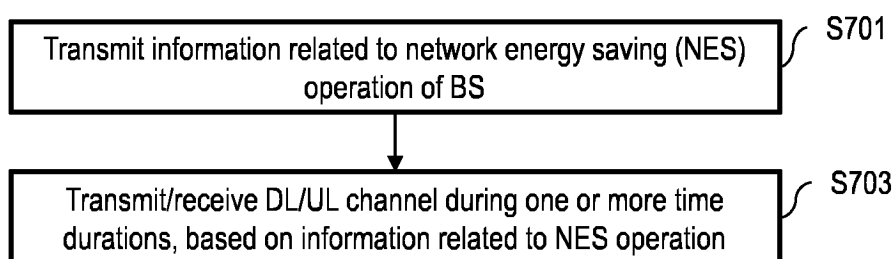 S701
Transmit information related to network energy saving (NES)
operation of BS
S703
Transmit/receive DL/UL channel during one or more time
durations, based on information related to NES operation